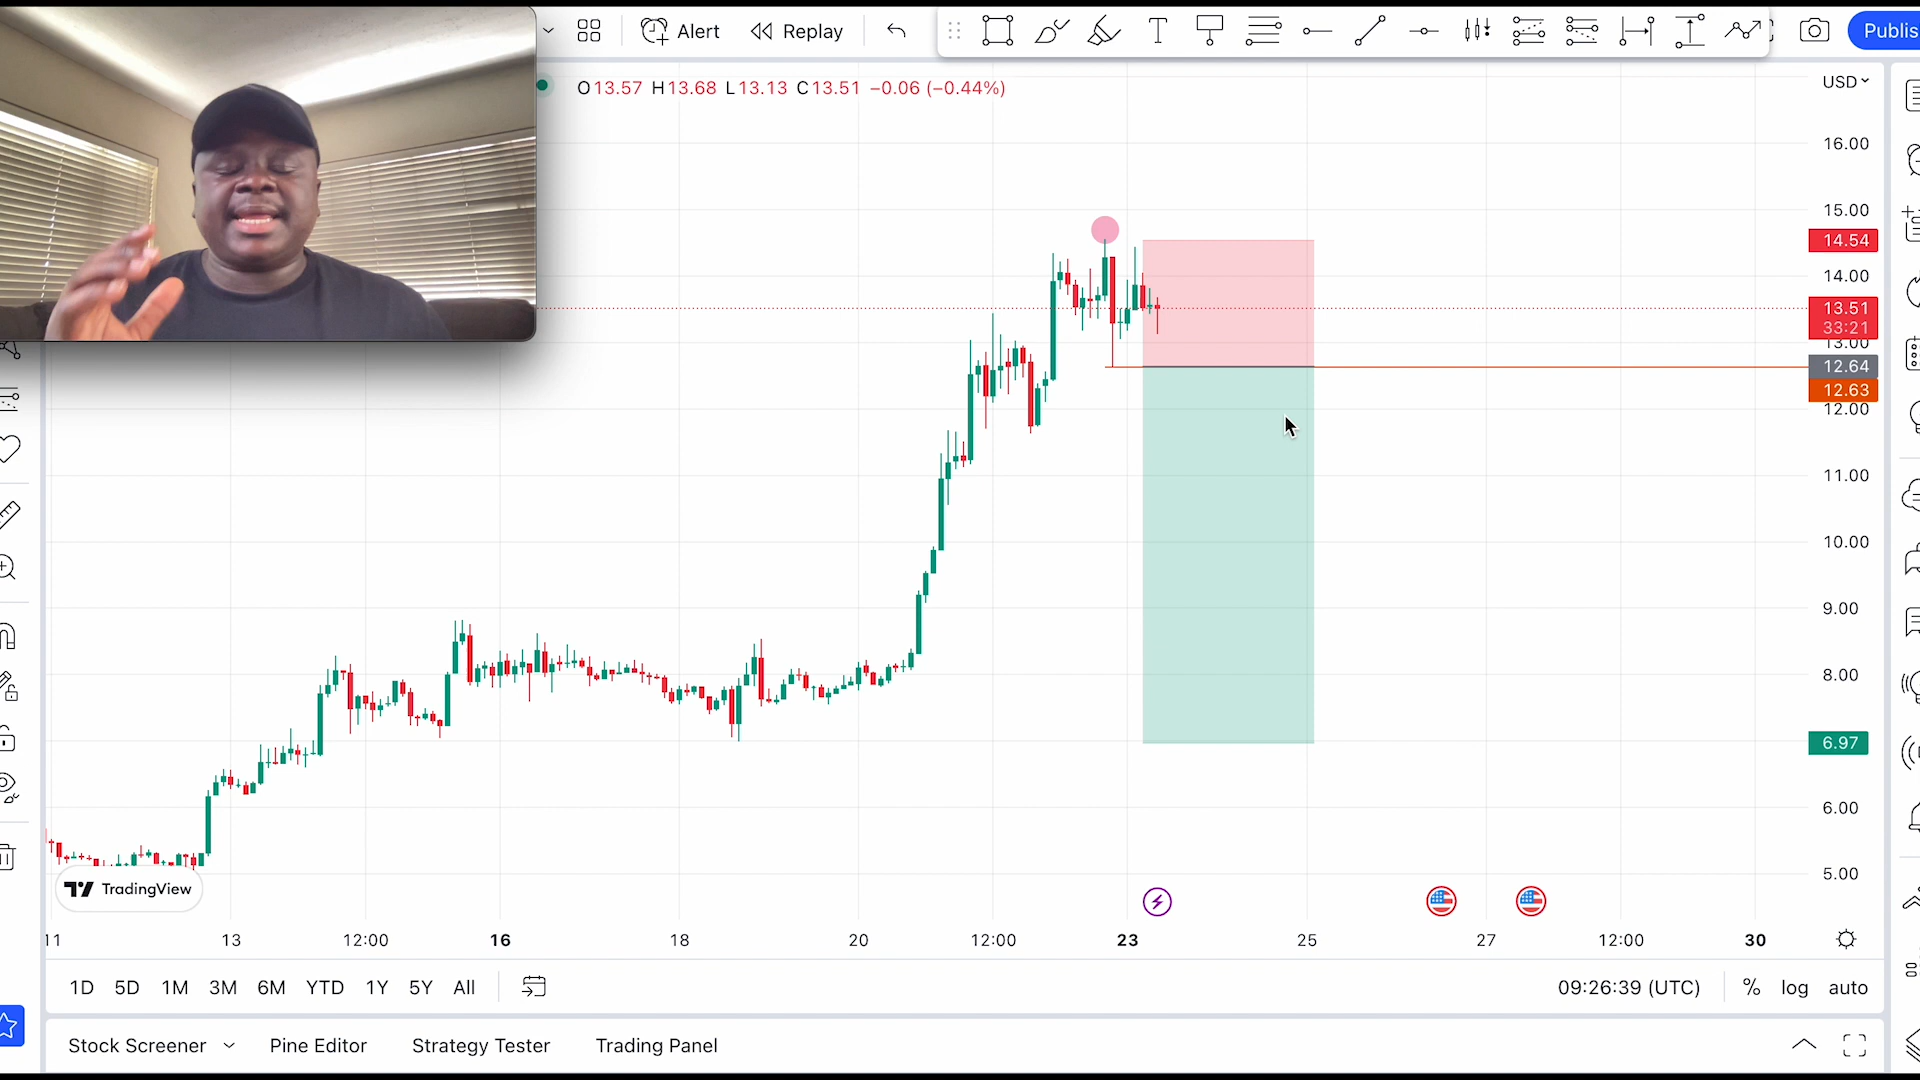 Alert Replay Publis
O13.57 H13.68 L13.13 C13.51 −0.06 (−0.44%)
USD
16.00
15.00
14.54
14.00
13.51
33:21
13.00
12.64
12.63
12.00
11.00
10.00
9.00
8.00
6.97
6.00
5.00
TradingView
11 13 12:00 16 18 20 12:00 23 25 27 12:00 30
1D 5D 1M 3M 6M YTD 1Y 5Y All 09:26:39 (UTC) % log auto
Stock Screener Pine Editor Strategy Tester Trading Panel